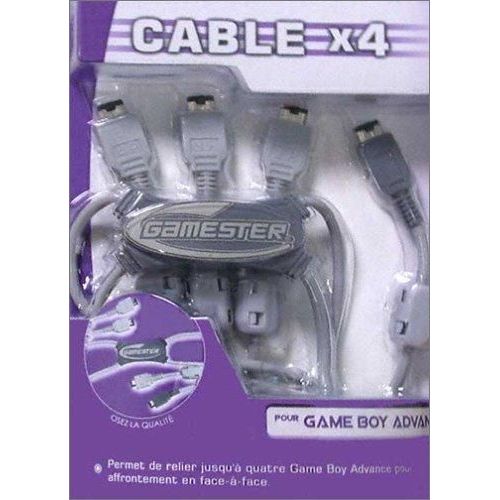 CABLE x4
GAMESTER
GAMESTER
OSEZ LA QUALITÉ
POUR GAME BOY ADVAN
• Permet de relier jusqu'à quatre Game Boy Advance pou
affrontement en face-à-face.